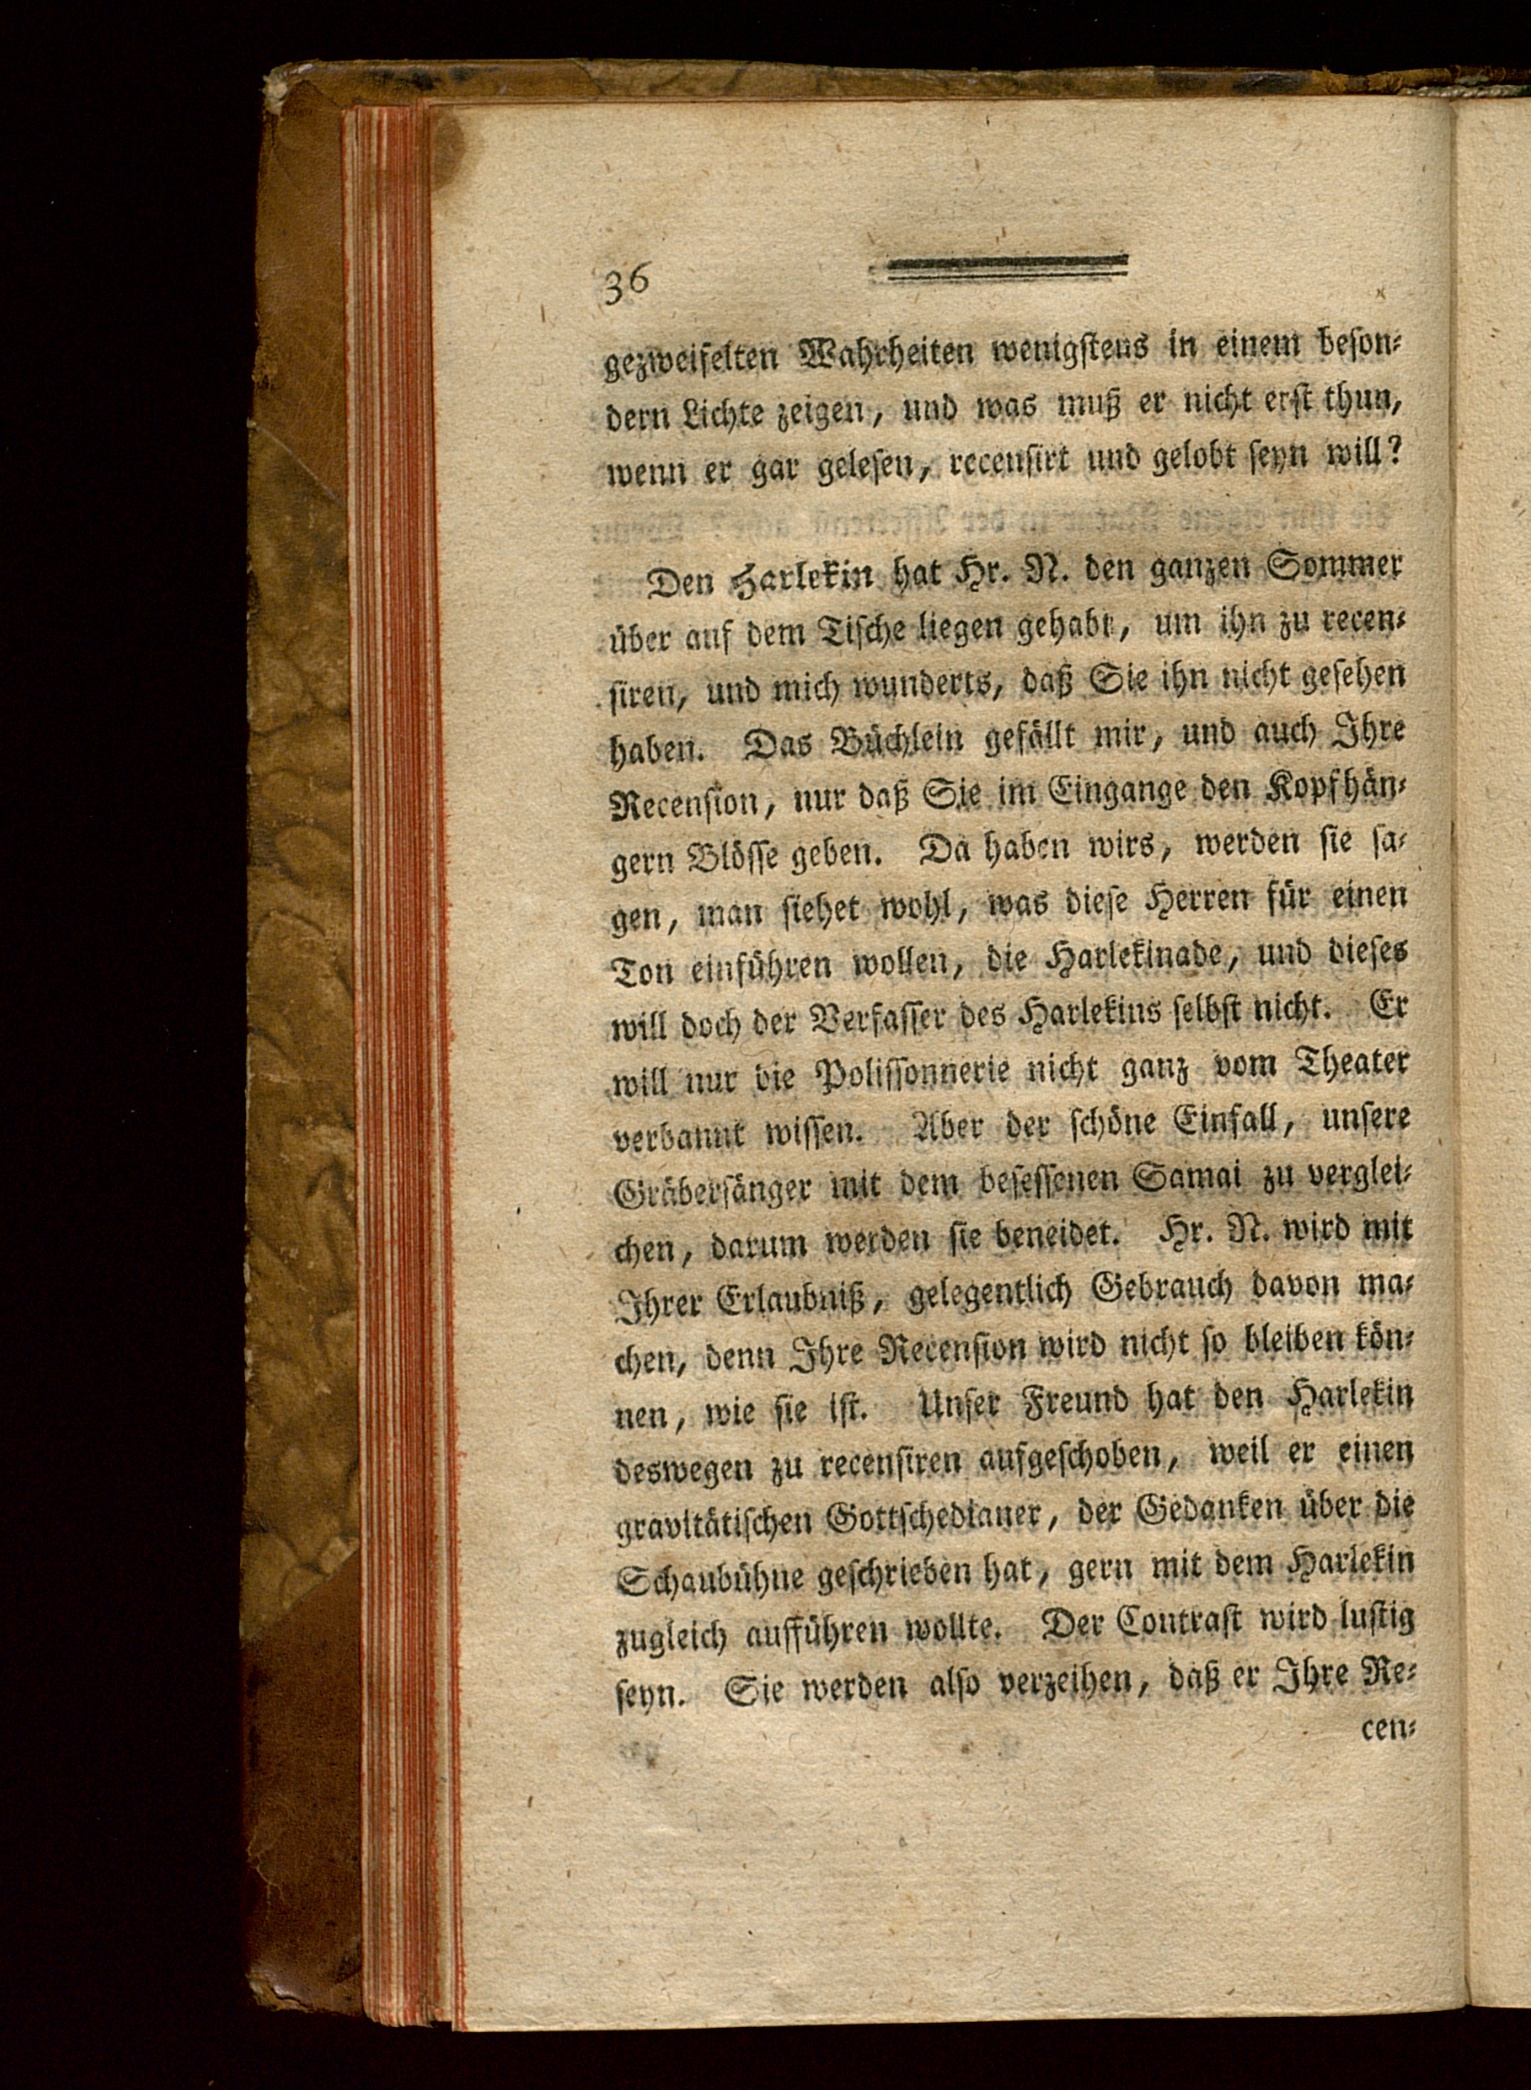 36
gezweifelten Wahrheiten wenigstens in einem beson-
dern Lichte zeigen, und was muß er nicht erst thun,
wenn er gar gelesen, recensirt und gelobt seyn will?
Den Harlekin hat Hr. N. den ganzen Sommer
über auf dem Tische liegen gehabt, um ihn zu recen-
siren, und mich wunderts, daß Sie ihn nicht gesehen
haben. Das Büchlein gefällt mir, und auch Ihre
Recension, nur daß Sie im Eingange den Kopfhän-
gern Blösse geben. Da haben wirs, werden sie sa-
gen, man siehet wohl, was diese Herren für einen
Ton einführen wollen, die Harlekinade, und dieses
will doch der Verfasser des Harlekins selbst nicht. Er
will nur die Polissonnerie nicht ganz vom Theater
verbannt wissen. Aber der schöne Einfall, unsere
Gräbersänger mit dem besessenen Samai zu verglei-
chen, darum werden sie beneidet. Hr. N. wird mit
Ihrer Erlaubniß, gelegentlich Gebrauch davon ma-
chen, denn Ihre Recension wird nicht so bleiben kön-
nen, wie sie ist. Unser Freund hat den Harlekin
deswegen zu recensiren aufgeschoben, weil er einen
gravitätischen Gottschedianer, der Gedanken über die
Schaubühne geschrieben hat, gern mit dem Harlekin
zugleich aufführen wollte. Der Contrast wird lustig
seyn. Sie werden also verzeihen, daß er Ihre Re-
cen-